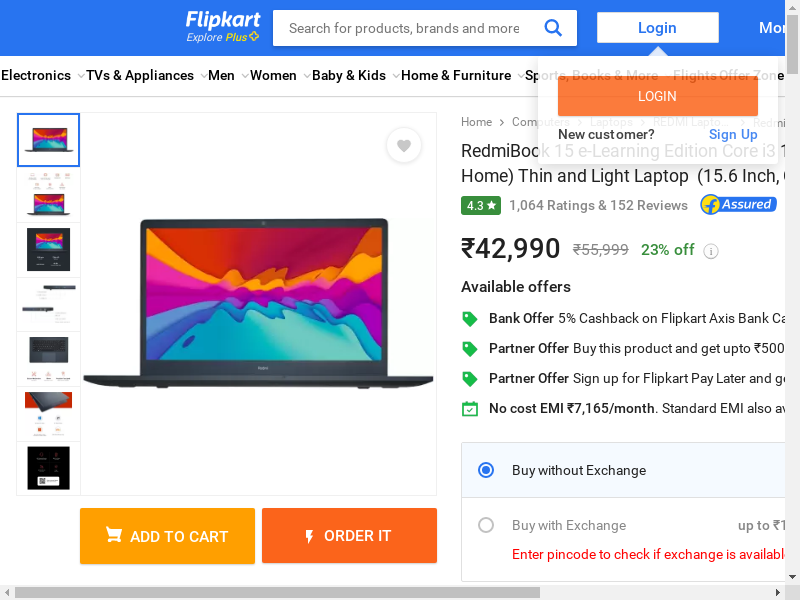 Flipkart
Explore Plus
Search for products, brands and more
Login
Mor
Electronics
TVs & Appliances
Men
Women
Baby & Kids
Home & Furniture
Sports, Books & More
Flights
Offer Zone
LOGIN
New customer?
Sign Up
Home
Computers
Laptops
REDMI Lapto...
Redmi
RedmiBook 15 e-Learning Edition Core i3 1
Home) Thin and Light Laptop (15.6 Inch,
4.3
1,064 Ratings & 152 Reviews
Assured
₹42,990
₹55,999
23% off
Available offers
Bank Offer 5% Cashback on Flipkart Axis Bank Ca
Partner Offer Buy this product and get upto ₹500
Partner Offer Sign up for Flipkart Pay Later and ge
No cost EMI ₹7,165/month. Standard EMI also av
Buy without Exchange
Buy with Exchange
up to ₹1
Enter pincode to check if exchange is availabl
ADD TO CART
ORDER IT